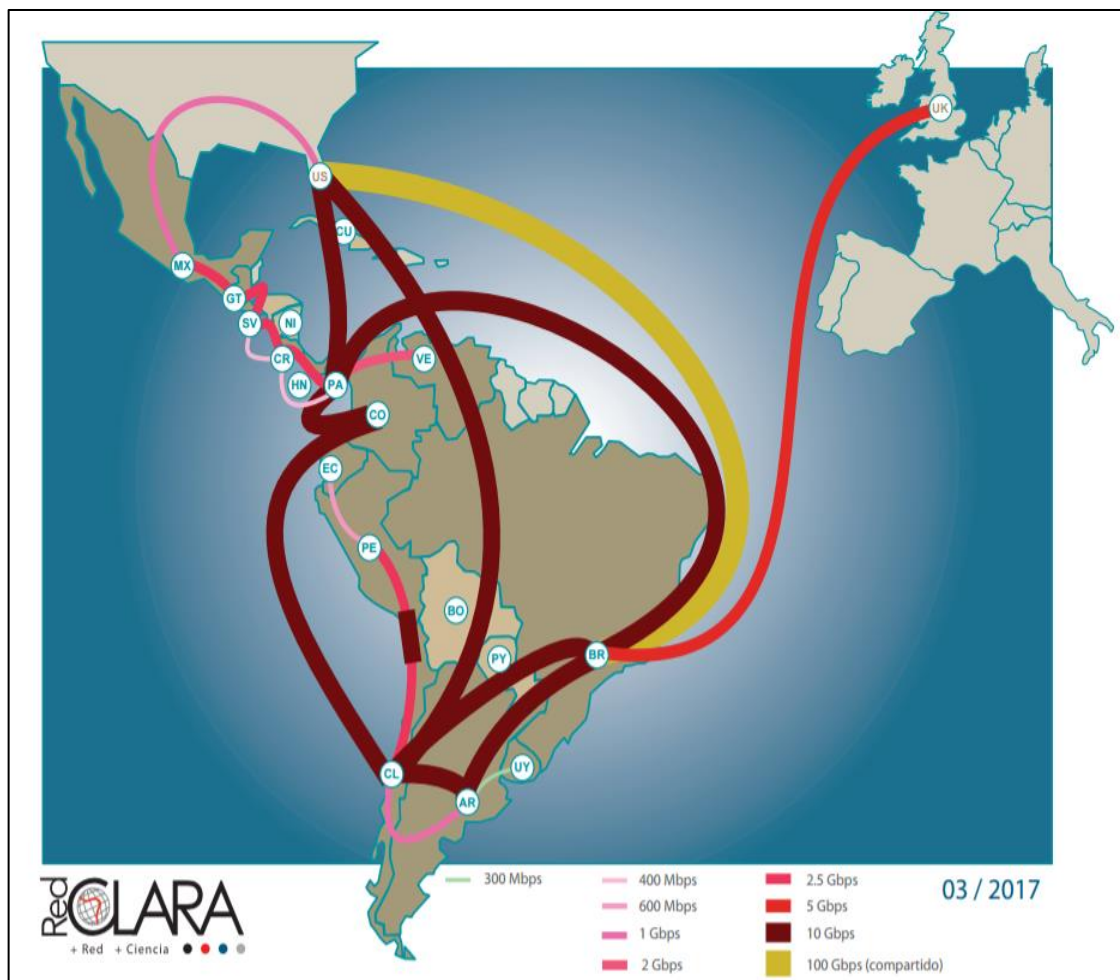 UK
US
CU
MX
GT
SV
NI
CR
VE
HN
PA
CO
EC
PE
BO
PY
BR
CL
UY
AR
300 Mbps
400 Mbps
600 Mbps
1 Gbps
2 Gbps
2.5 Gbps
5 Gbps
10 Gbps
100 Gbps (compartido)
03 / 2017
Red
CLARA
+ Red + Ciencia